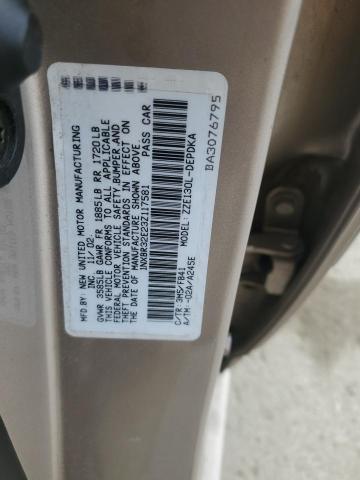 MFD. BY: NEW UNITED MOTOR MANUFACTURING
INC 11/02
GVWR 3585LB GAWR FR 1885LB RR 1720LB
THIS VEHICLE CONFORMS TO ALL APPLICABLE
FEDERAL MOTOR VEHICLE SAFETY, BUMPER, AND
THEFT PREVENTION STANDARDS IN EFFECT ON
THE DATE OF MANUFACTURE SHOWN ABOVE.
1NXBR32E23Z117581 PASS CAR
C/TR: 3M5/FB41 MODEL: ZZE130L-DEPDKA
A/TM: -02A/A245E
BA3076795